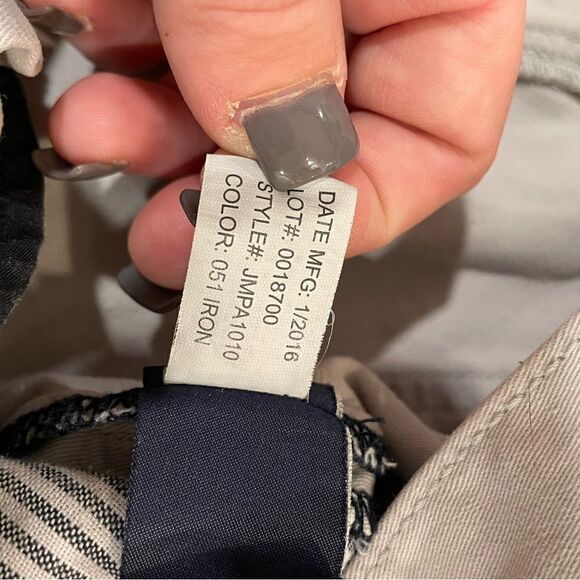 DATE MFG: 1/2016
LOT#: 0018700
STYLE#: JMPA1010
COLOR: 051 IRON